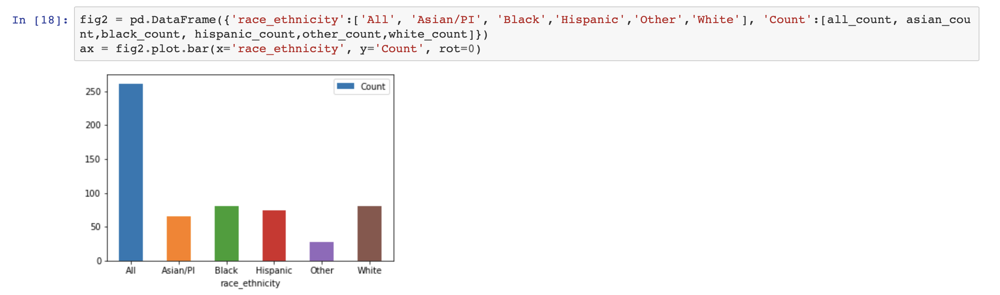 In [18]: fig2 = pd.DataFrame({'race_ethnicity':['All', 'Asian/PI', 'Black','Hispanic','Other','White'], 'Count':[all_count, asian_cou
nt,black_count, hispanic_count,other_count,white_count]})
ax = fig2.plot.bar(x='race_ethnicity', y='Count', rot=0)
Count
250
200
150
100
50
0
All Asian/PI Black Hispanic Other White
race_ethnicity